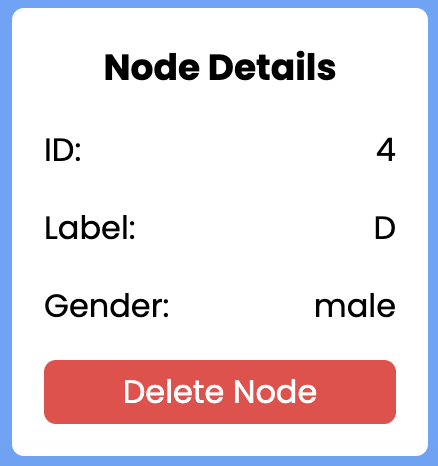 Node Details
ID: 4
Label: D
Gender: male
Delete Node